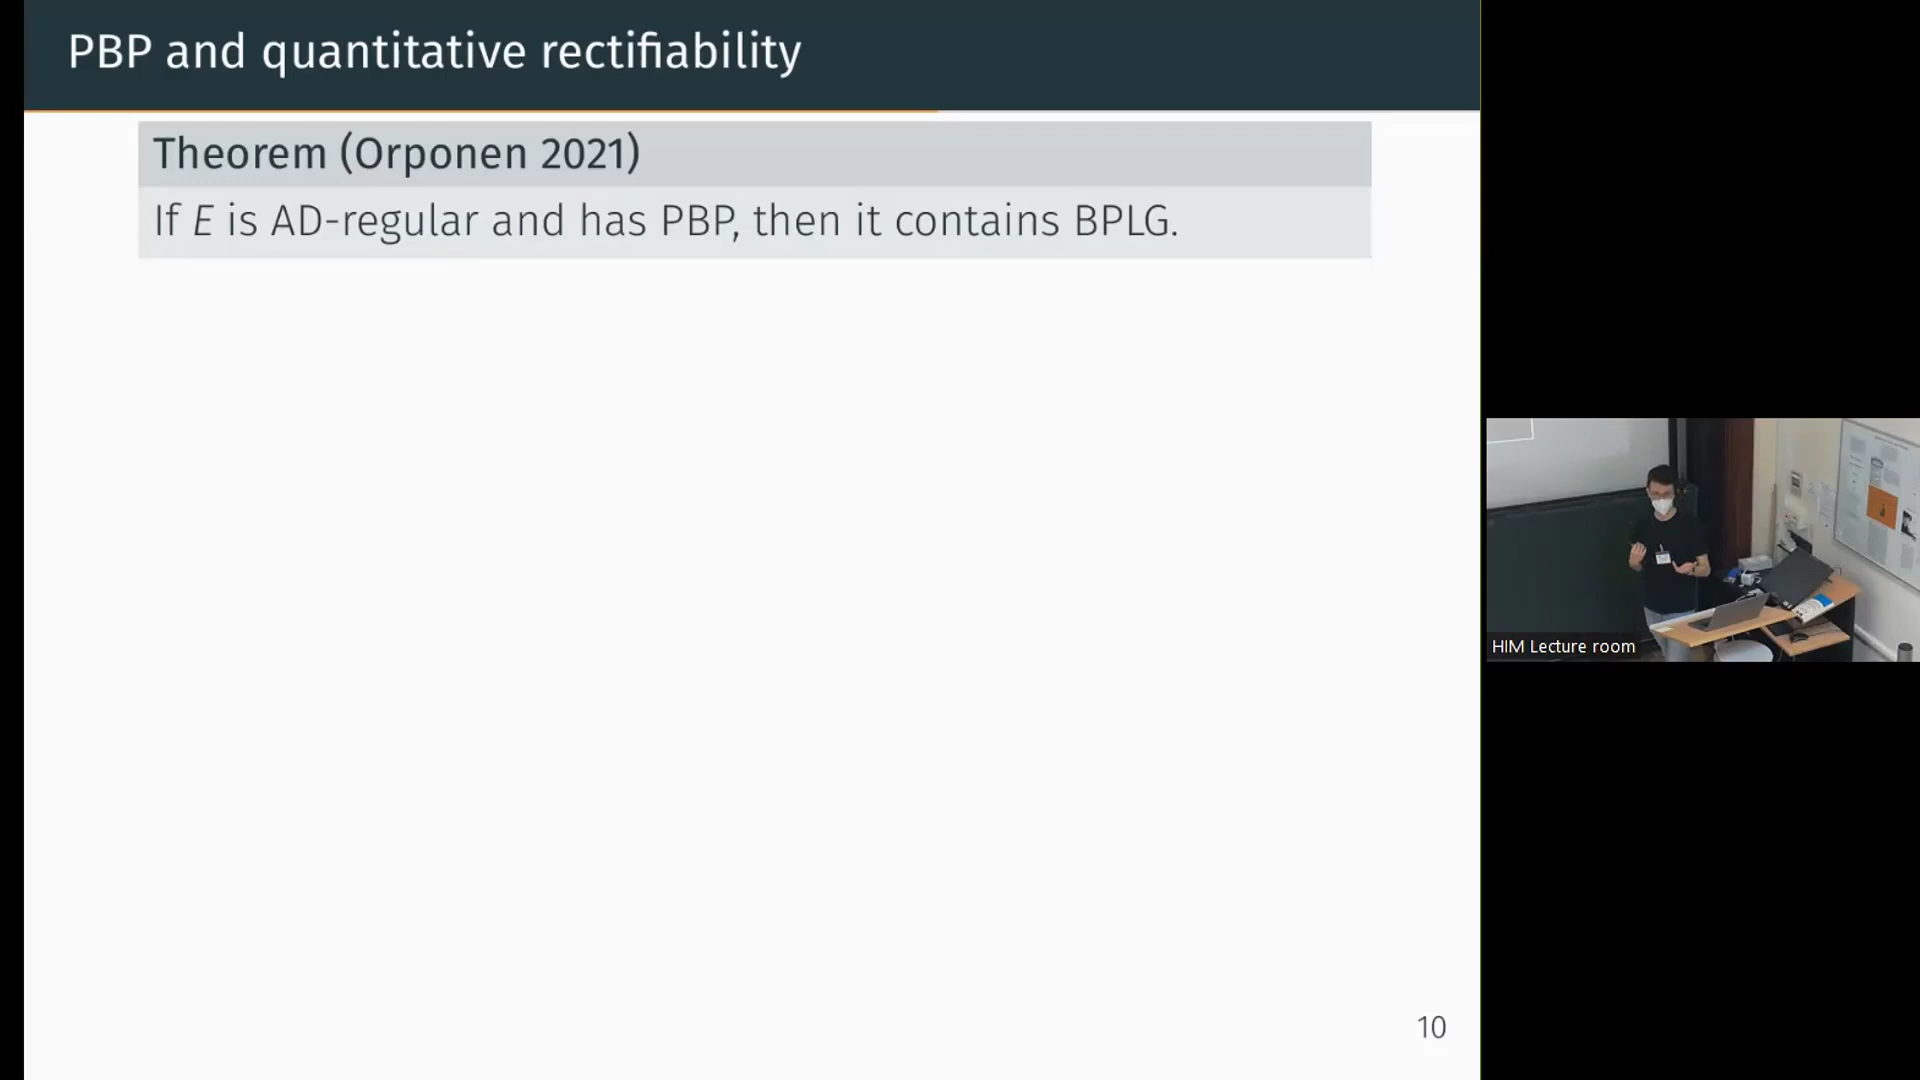 PBP and quantitative rectifiability
Theorem (Orponen 2021)
If E is AD-regular and has PBP, then it contains BPLG.
10
HIM Lecture room